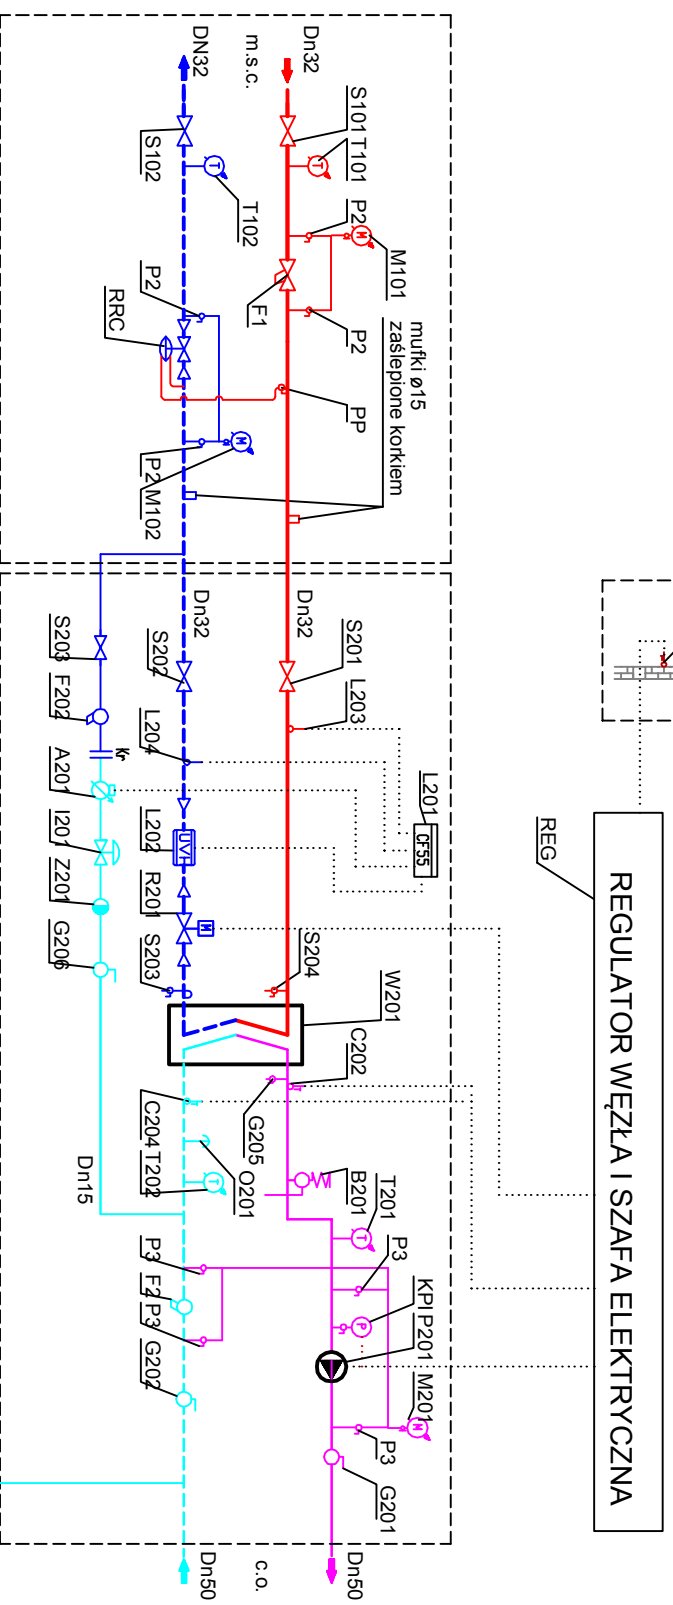 REGULATOR WĘZŁA I SZAFA ELEKTRYCZNA
REG
Dn32
m.s.c.
DN32
S101
T101
S102
T102
P2
M101
F1
P2
P2
RRC
mufki ø15
zaślepione korkiem
PP
P2
M102
Dn32
Dn32
S201
L203
S202
L204
L201
CF55
L202
R201
M
S203
S204
W201
S203
F202
Kr
A201
I201
Z201
G206
C202
G205
B201
C204
T202
O201
Dn15
T201
P3
KPI
P201
M201
P3
G201
P3
F2
P3
G202
Dn50
c.o.
Dn50
T
T
M
M
T
T
P
M